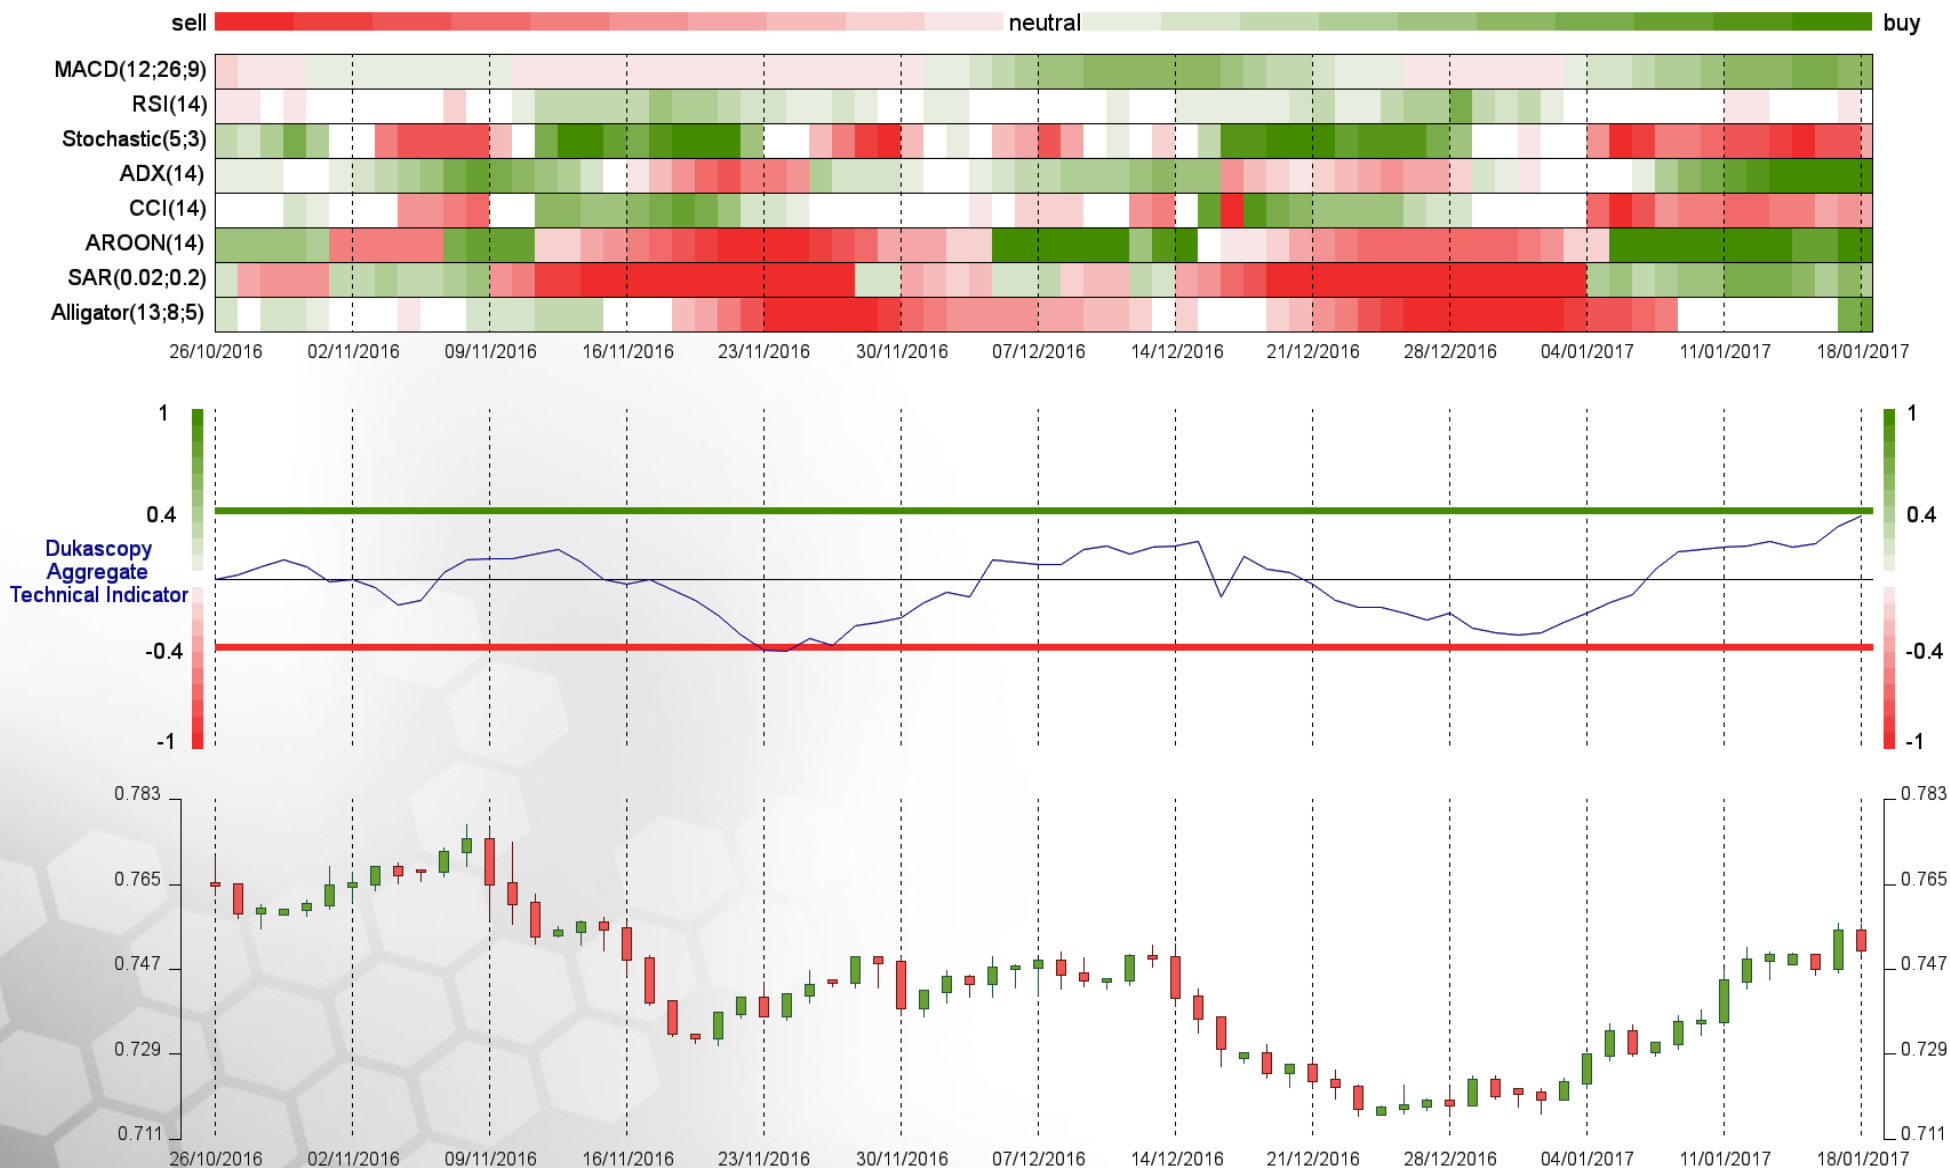 sell neutral buy
MACD(12;26;9)
RSI(14)
Stochastic(5;3)
ADX(14)
CCI(14)
AROON(14)
SAR(0.02;0.2)
Alligator(13;8;5)
26/10/2016 02/11/2016 09/11/2016 16/11/2016 23/11/2016 30/11/2016 07/12/2016 14/12/2016 21/12/2016 28/12/2016 04/01/2017 11/01/2017 18/01/2017
1 1
0.4 0.4
Dukascopy
Aggregate
Technical Indicator
-0.4 -0.4
-1 -1
0.783 0.783
0.765 0.765
0.747 0.747
0.729 0.729
0.711 0.711
26/10/2016 02/11/2016 09/11/2016 16/11/2016 23/11/2016 30/11/2016 07/12/2016 14/12/2016 21/12/2016 28/12/2016 04/01/2017 11/01/2017 18/01/2017